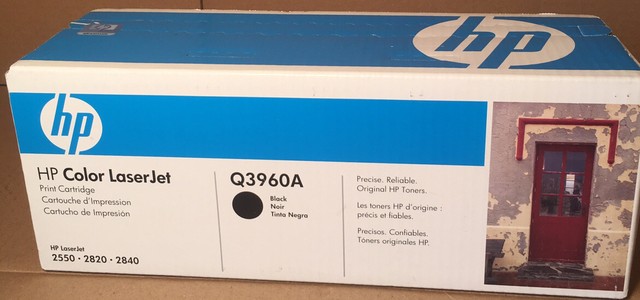 hp
hp
HP Color LaserJet
Print Cartridge
Cartouche d'Impression
Cartucho de Impresión
HP LaserJet
2550 · 2820 · 2840
Q3960A
Black
Noir
Tinta Negra
Precise. Reliable.
Original HP Toners.
Les toners HP d'origine :
précis et fiables.
Precisos. Confiables.
Tóners originales HP.